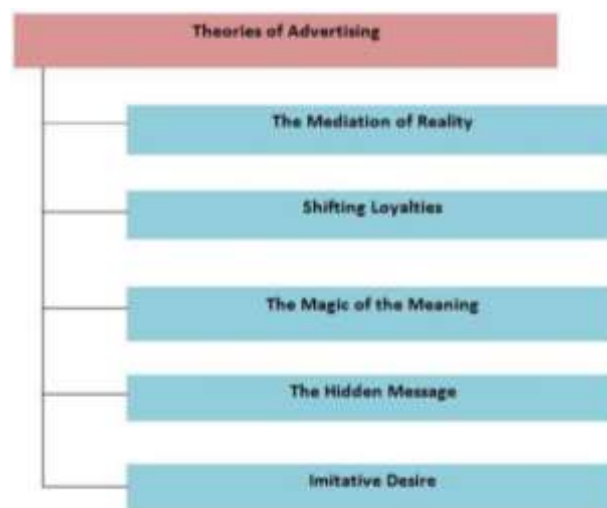 Theories of Advertising
The Mediation of Reality
Shifting Loyalties
The Magic of the Meaning
The Hidden Message
Imitative Desire